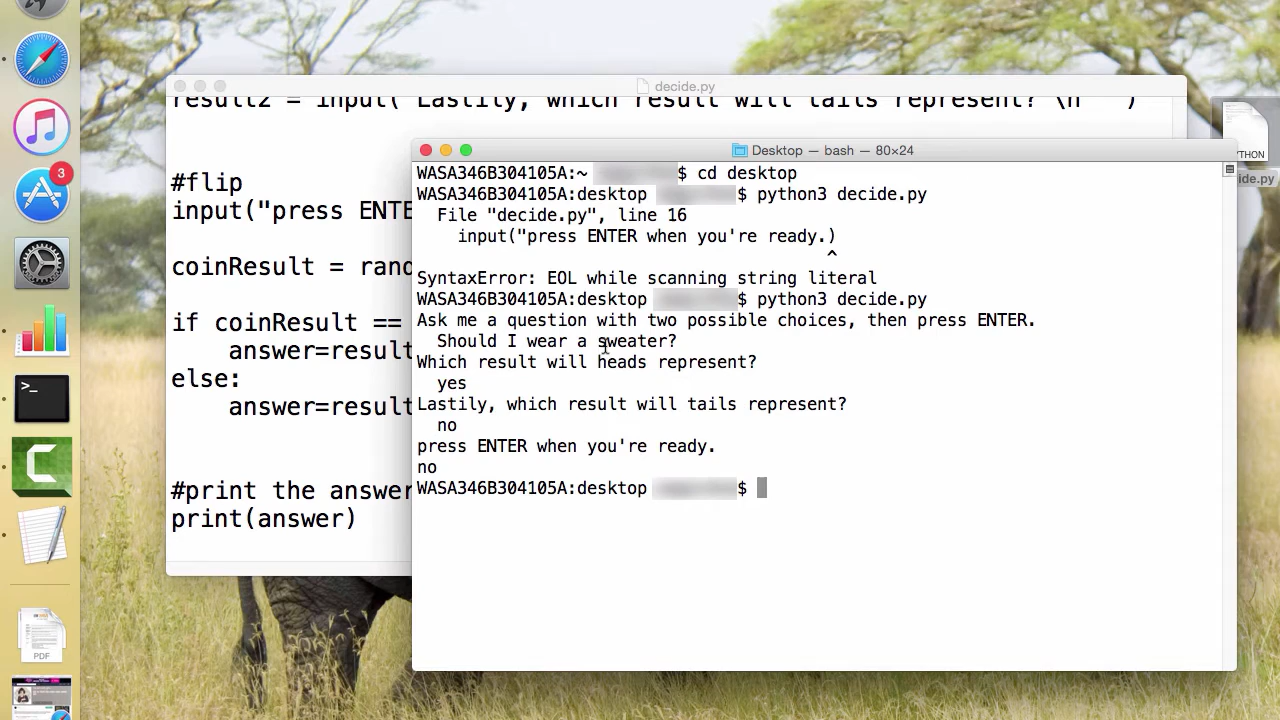 decide.py
result2 = input("Lastily, which result will tails represent? \n  ")
#flip
input("press ENTE
coinResult = rand
if coinResult ==
answer=result
else:
answer=result
#print the answer
print(answer)
Desktop — bash — 80×24
WASA346B304105A:~ $ cd desktop
WASA346B304105A:desktop $ python3 decide.py
File "decide.py", line 16
input("press ENTER when you're ready.)
^
SyntaxError: EOL while scanning string literal
WASA346B304105A:desktop $ python3 decide.py
Ask me a question with two possible choices, then press ENTER.
Should I wear a sweater?
Which result will heads represent?
yes
Lastily, which result will tails represent?
no
press ENTER when you're ready.
no
WASA346B304105A:desktop $
3
>_
PDF